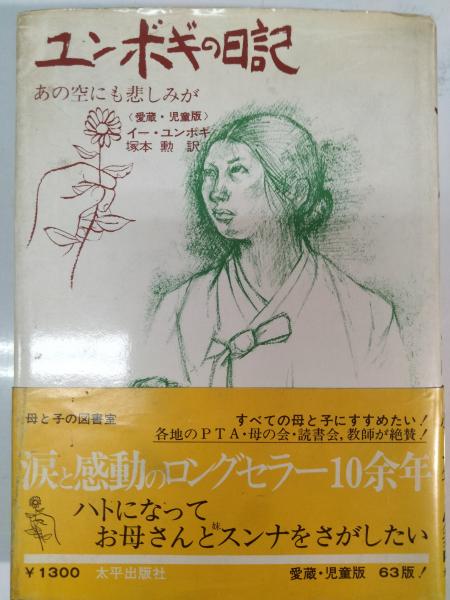 ユンボギの日記
あの空にも悲しみが
〈愛蔵・児童版〉
イー・ユンボギ
塚本 勲 訳
母と子の図書室
すべての母と子にすすめたい!
各地のPTA・母の会・読書会,教師が絶賛!
涙と感動のロングセラー10余年
ハトになって
お母さんと妹スンナをさがしたい
¥1300 太平出版社 愛蔵・児童版 63版!